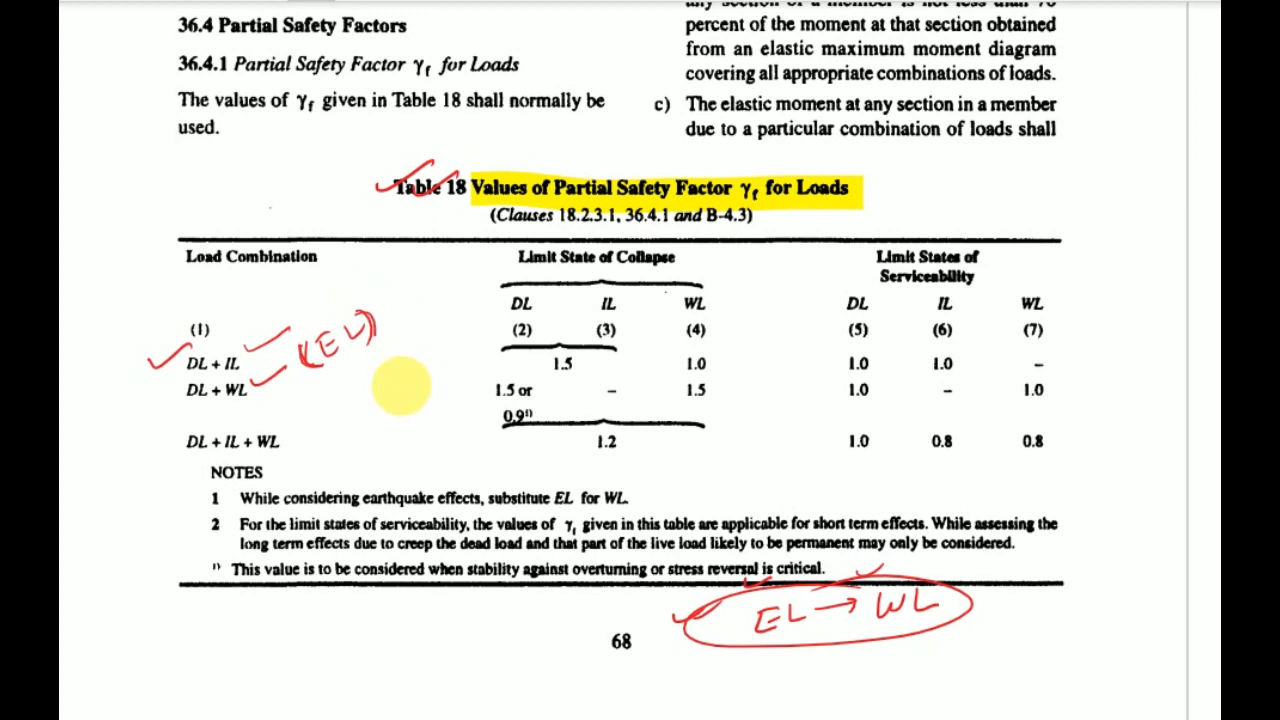 36.4 Partial Safety Factors
36.4.1 Partial Safety Factor γf for Loads
The values of γf given in Table 18 shall normally be
used.
any section of a member is not less than 70
percent of the moment at that section obtained
from an elastic maximum moment diagram
covering all appropriate combinations of loads.
c) The elastic moment at any section in a member
due to a particular combination of loads shall
Table 18 Values of Partial Safety Factor γf for Loads
(Clauses 18.2.3.1, 36.4.1 and B-4.3)
Load Combination Limit State of Collapse Limit States of
Serviceability
DL IL WL DL IL WL
(1) (2) (3) (4) (5) (6) (7)
(EL)
DL + IL 1.5 1.0 1.0 1.0 –
DL + WL 1.5 or – 1.5 1.0 – 1.0
0.9¹⁾
DL + IL + WL 1.2 1.0 0.8 0.8
NOTES
1 While considering earthquake effects, substitute EL for WL.
2 For the limit states of serviceability, the values of γf given in this table are applicable for short term effects. While assessing the
long term effects due to creep the dead load and that part of the live load likely to be permanent may only be considered.
¹⁾ This value is to be considered when stability against overturning or stress reversal is critical.
EL → WL
68